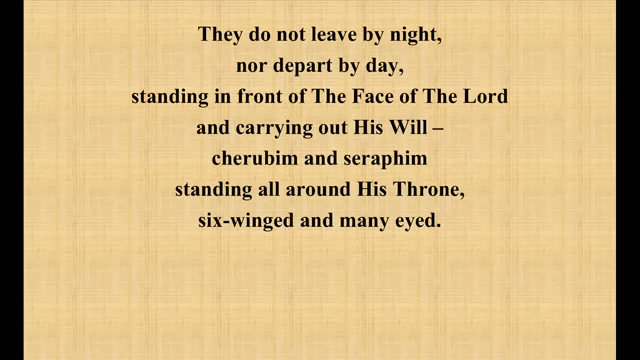 They do not leave by night,
nor depart by day,
standing in front of The Face of The Lord
and carrying out His Will –
cherubim and seraphim
standing all around His Throne,
six-winged and many eyed.